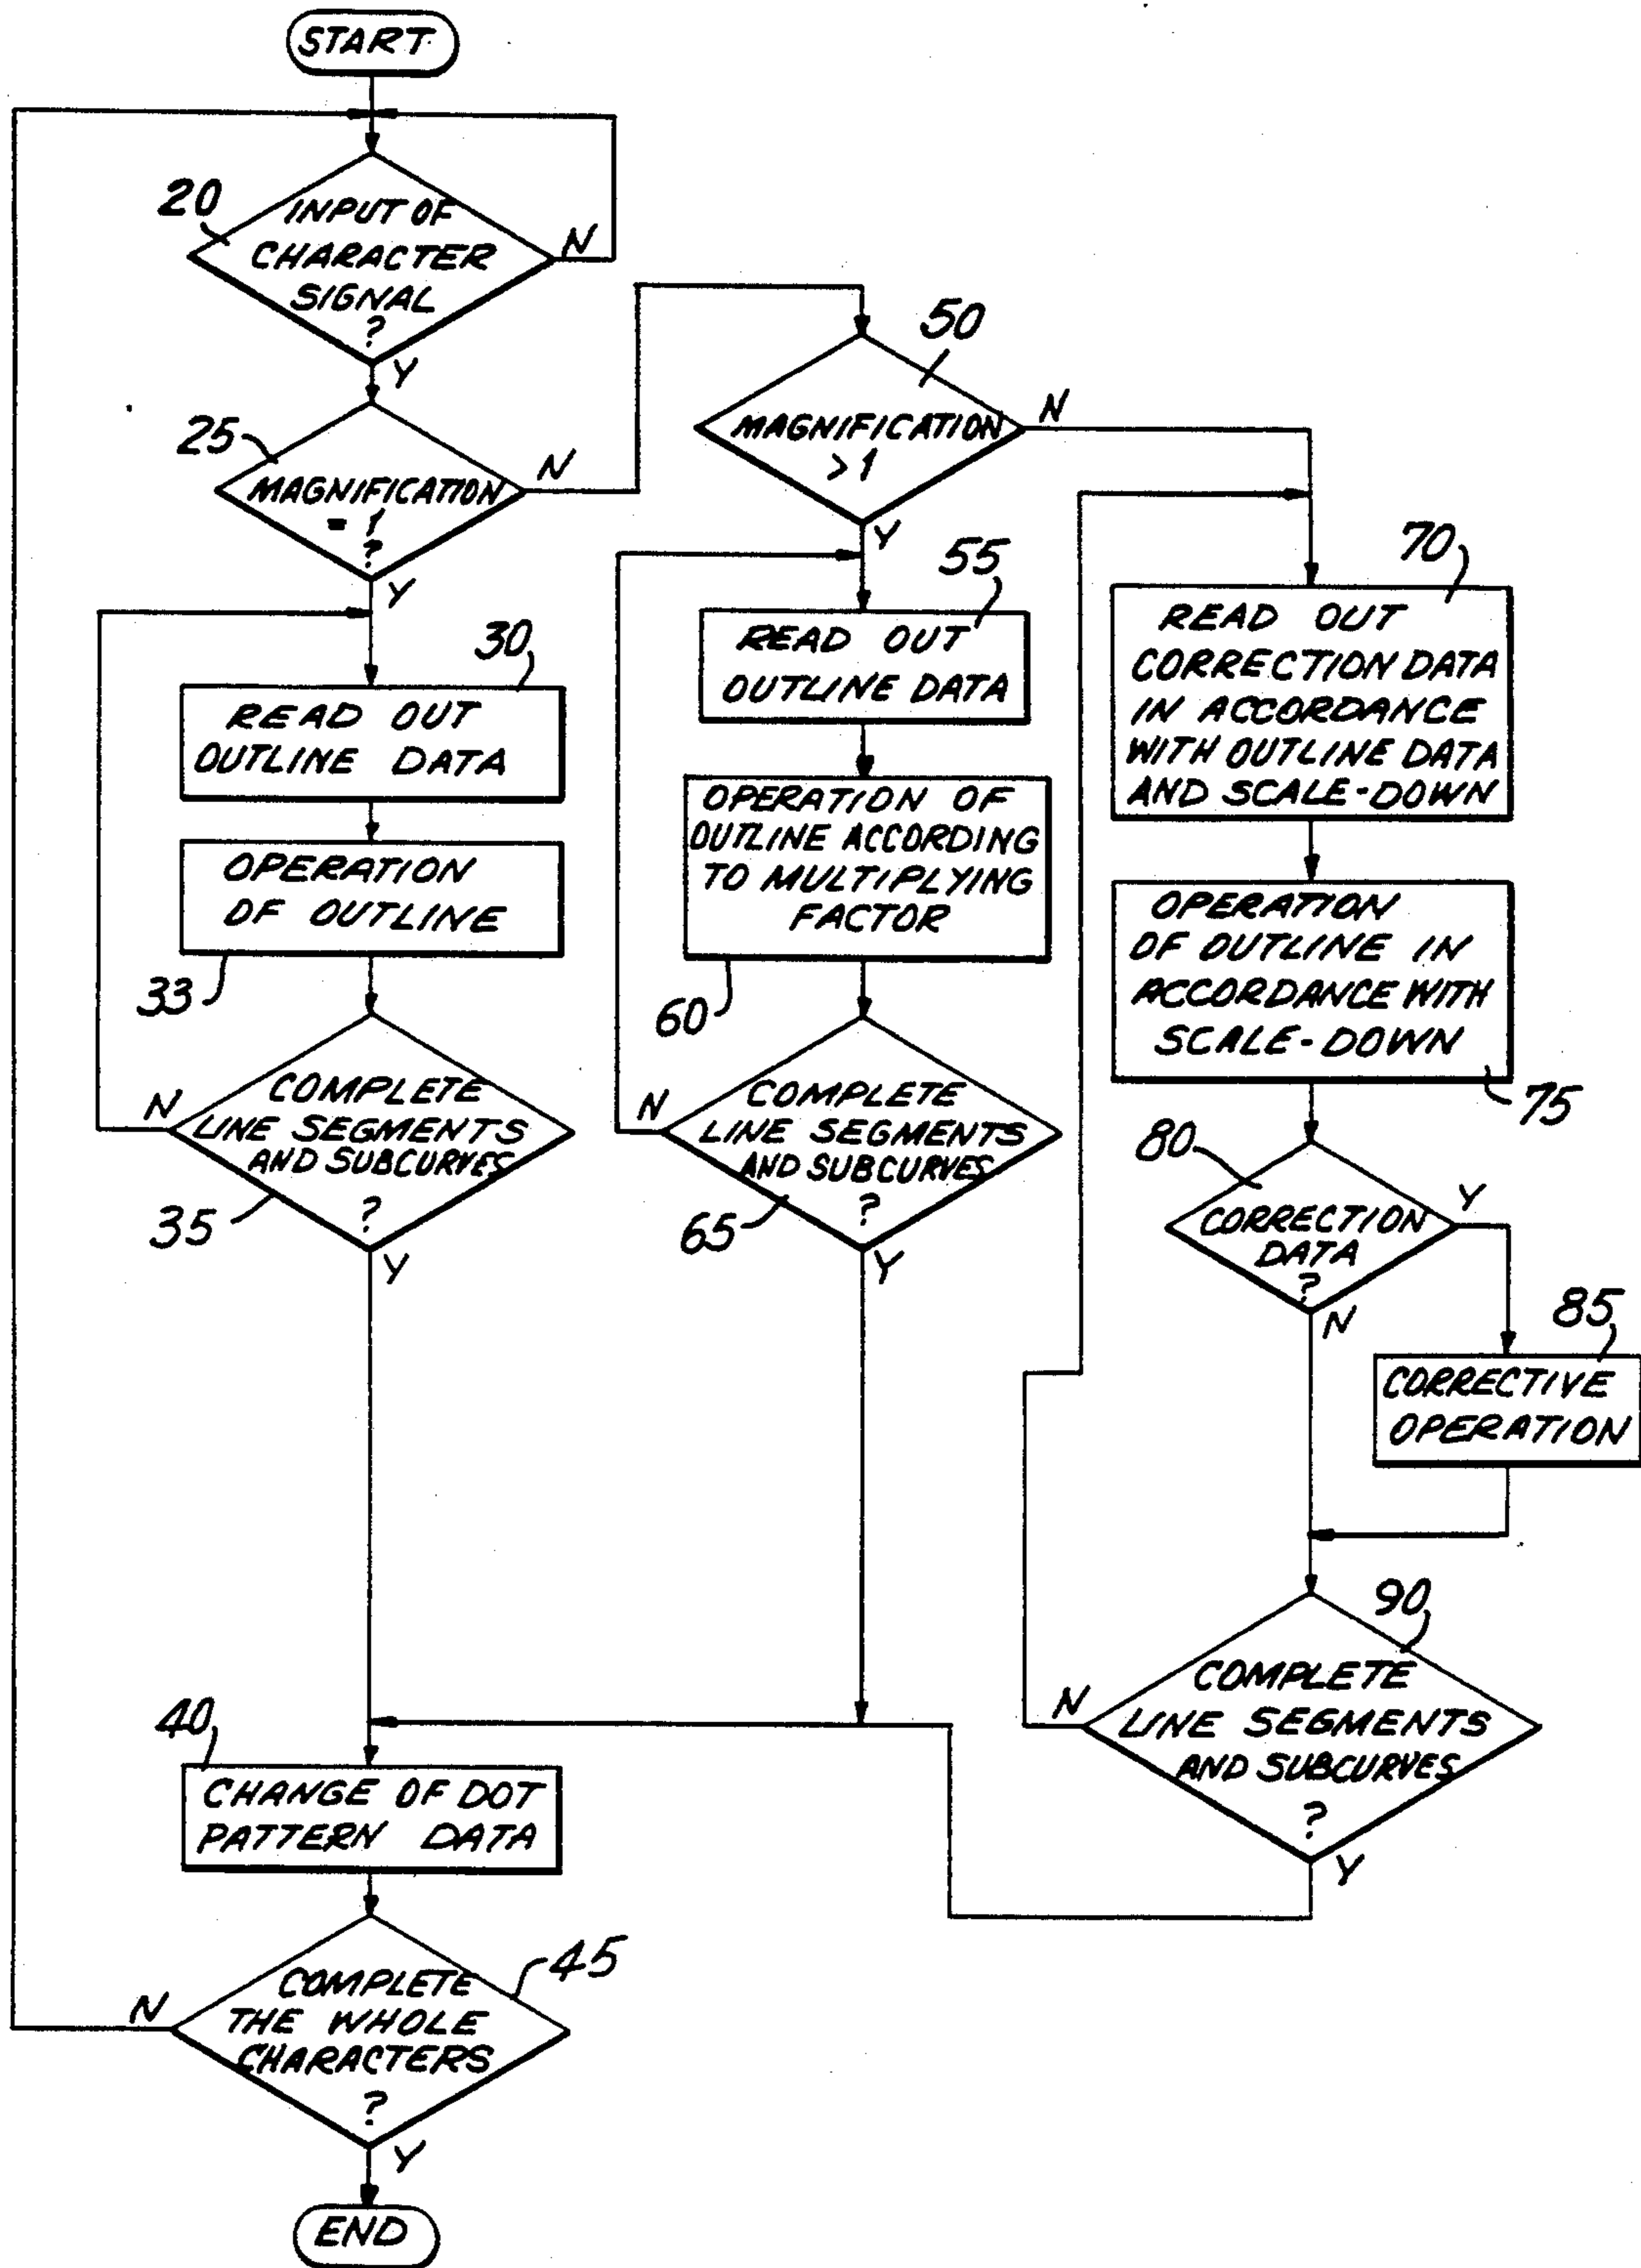 START
20
INPUT OF
CHARACTER
SIGNAL
?
N
Y
25
MAGNIFICATION
= 1
?
N
Y
30
READ OUT
OUTLINE DATA
OPERATION
OF OUTLINE
33
COMPLETE
LINE SEGMENTS
AND SUBCURVES
?
N
35
Y
40
CHANGE OF DOT
PATTERN DATA
45
COMPLETE
THE WHOLE
CHARACTERS
?
N
Y
END
50
MAGNIFICATION
> 1
N
Y
55
READ OUT
OUTLINE DATA
OPERATION OF
OUTLINE ACCORDING
TO MULTIPLYING
FACTOR
60
COMPLETE
LINE SEGMENTS
AND SUBCURVES
?
N
65
Y
70
READ OUT
CORRECTION DATA
IN ACCORDANCE
WITH OUTLINE DATA
AND SCALE-DOWN
OPERATION
OF OUTLINE IN
ACCORDANCE WITH
SCALE-DOWN
75
80
CORRECTION
DATA
?
Y
N
85
CORRECTIVE
OPERATION
90
COMPLETE
LINE SEGMENTS
AND SUBCURVES
?
N
Y